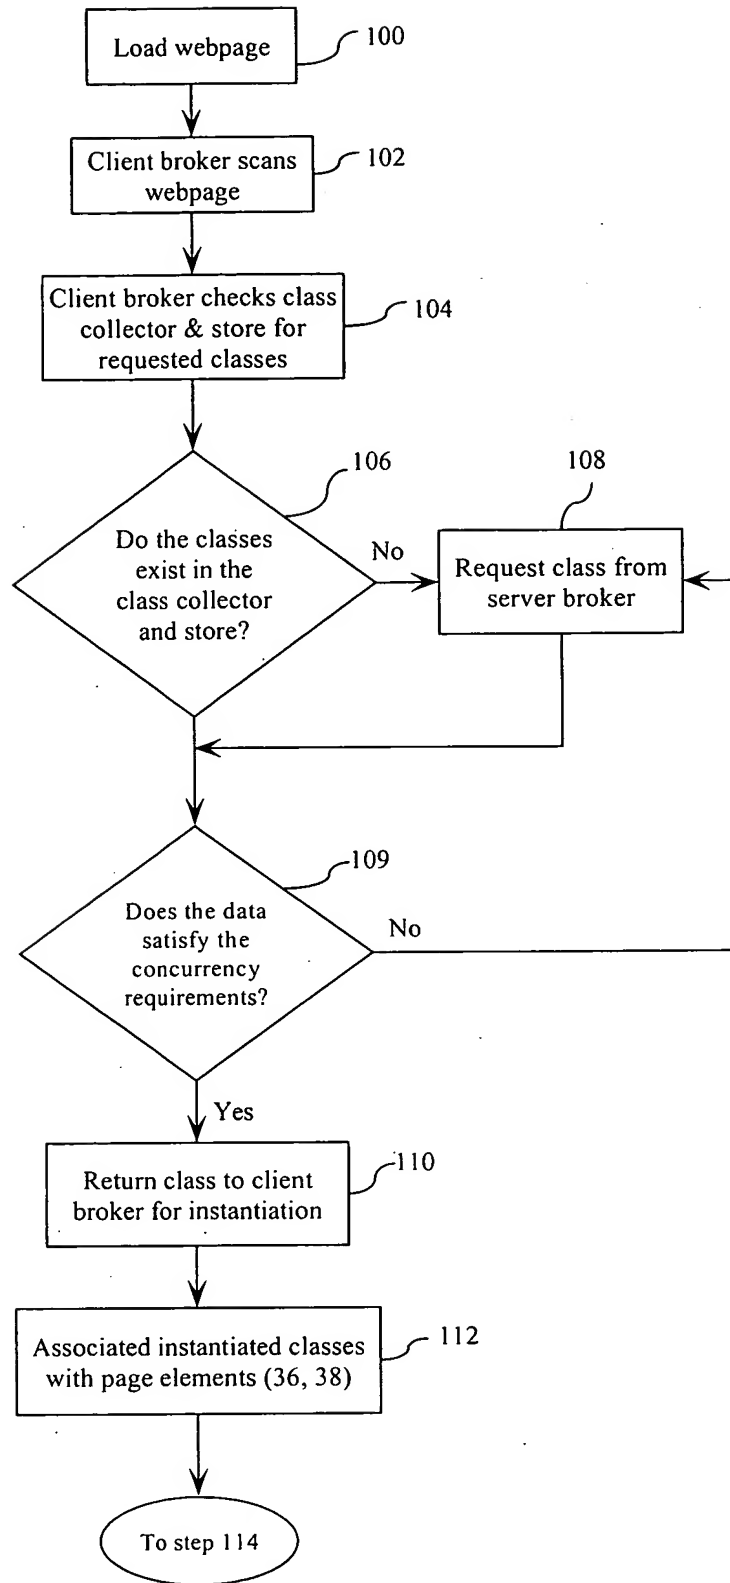 Load webpage
100
Client broker scans
webpage
102
Client broker checks class
collector & store for
requested classes
104
106
108
Do the classes
exist in the
class collector
and store?
No
Request class from
server broker
109
Does the data
satisfy the
concurrency
requirements?
No
Yes
Return class to client
broker for instantiation
110
Associated instantiated classes
with page elements (36, 38)
112
To step 114